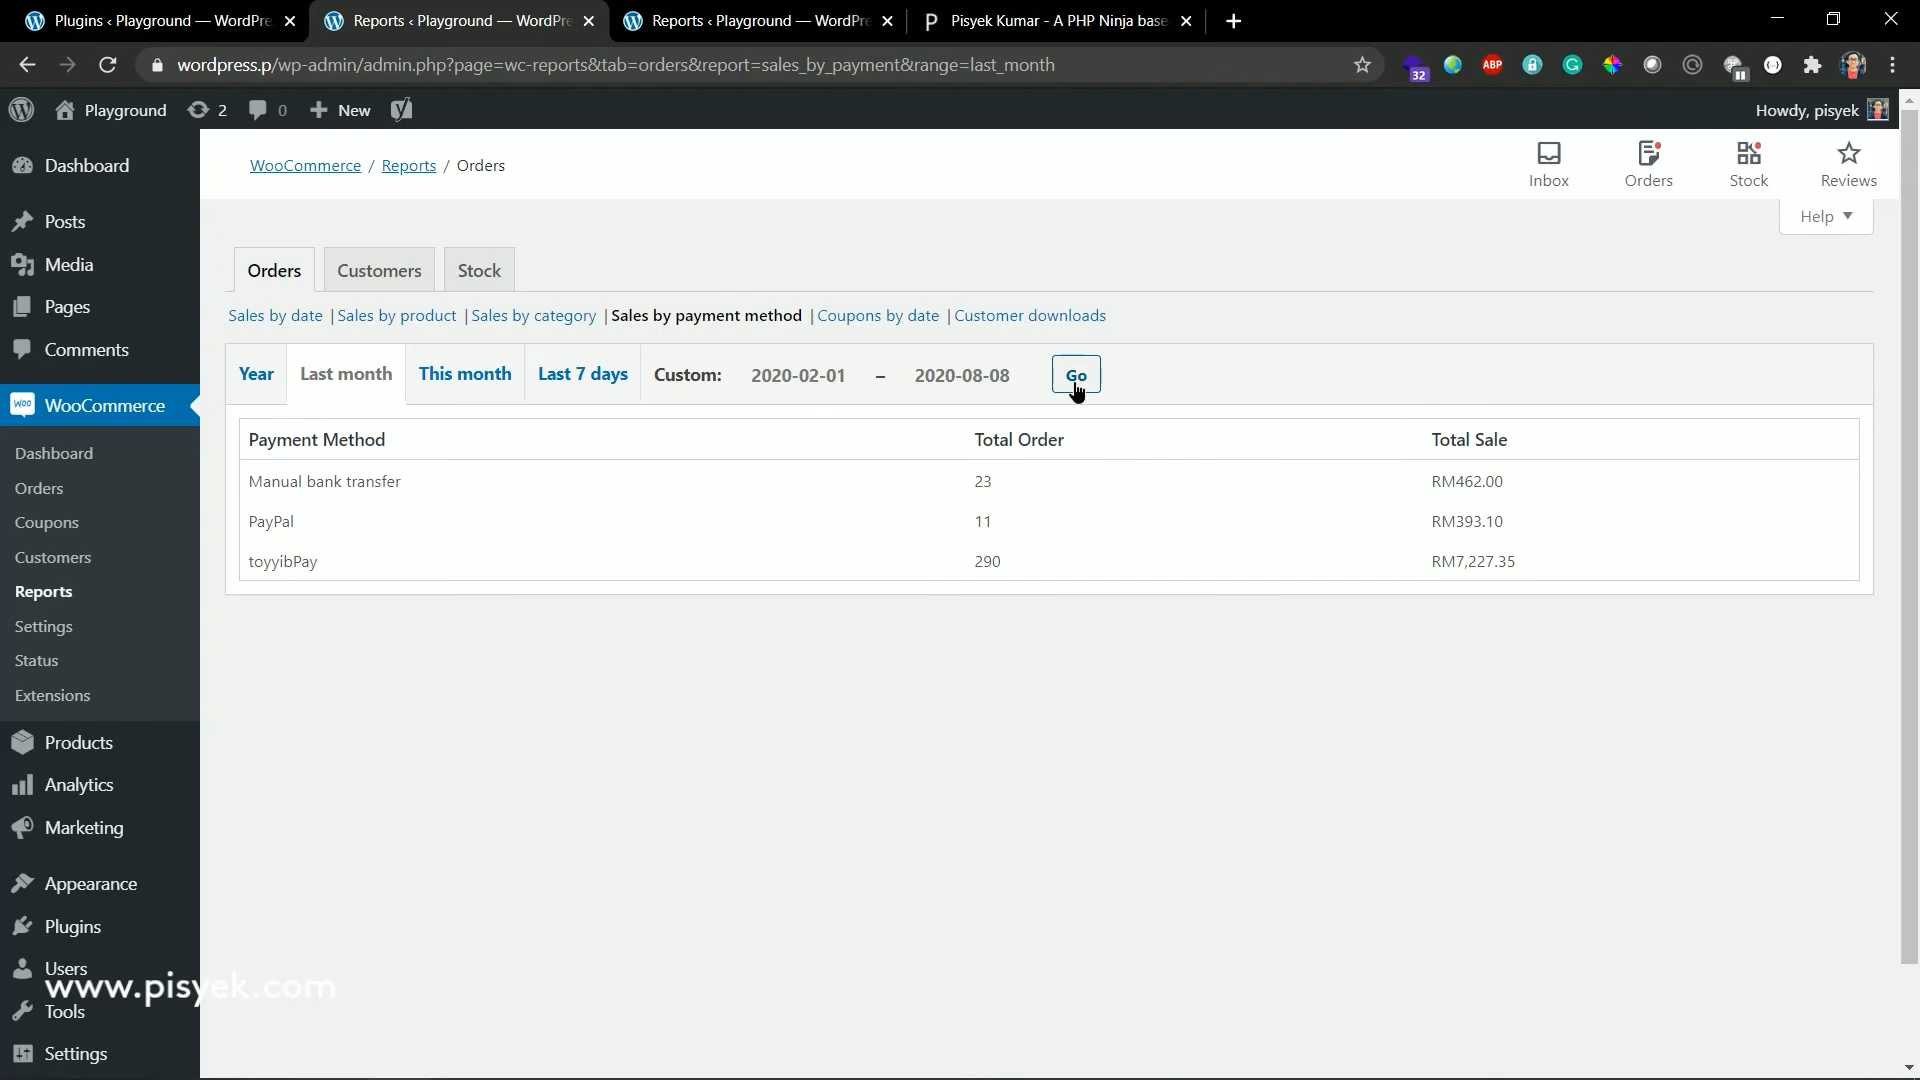 Plugins ‹ Playground — WordPre
Reports ‹ Playground — WordPre
Reports ‹ Playground — WordPre
Pisyek Kumar - A PHP Ninja base
wordpress.p/wp-admin/admin.php?page=wc-reports&tab=orders&report=sales_by_payment&range=last_month
32
ABP
Playground
2
0
New
Howdy, pisyek
Dashboard
Posts
Media
Pages
Comments
Woo
WooCommerce
Dashboard
Orders
Coupons
Customers
Reports
Settings
Status
Extensions
Products
Analytics
Marketing
Appearance
Plugins
Users
Tools
Settings
WooCommerce / Reports / Orders
Inbox
Orders
Stock
Reviews
Help
Orders
Customers
Stock
Sales by date | Sales by product | Sales by category | Sales by payment method | Coupons by date | Customer downloads
Year Last month This month Last 7 days Custom: 2020-02-01 – 2020-08-08 Go
Payment Method Total Order Total Sale
Manual bank transfer 23 RM462.00
PayPal 11 RM393.10
toyyibPay 290 RM7,227.35
www.pisyek.com